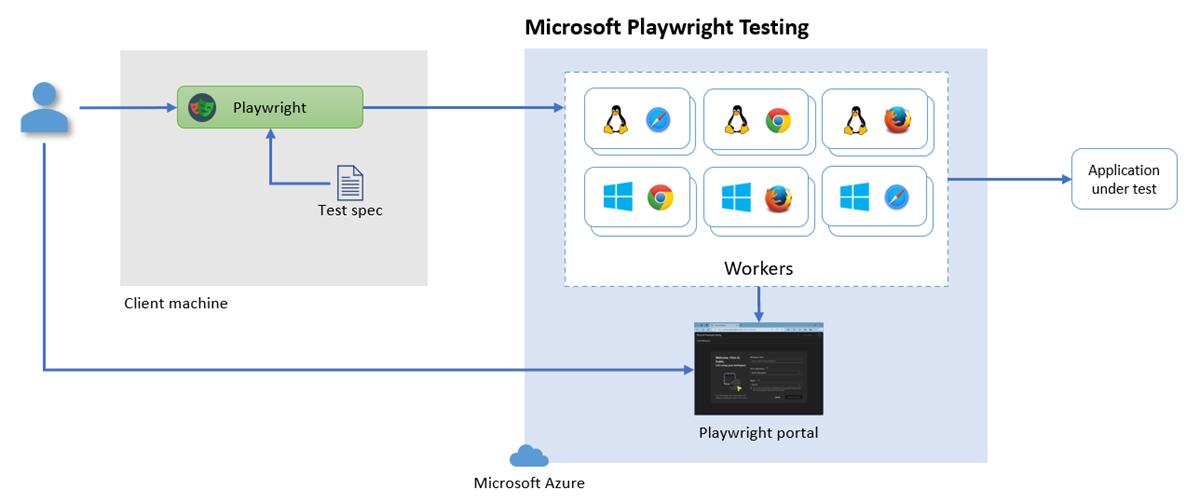 Microsoft Playwright Testing
Playwright
Test spec
Client machine
Workers
Application
under test
Playwright portal
Microsoft Azure